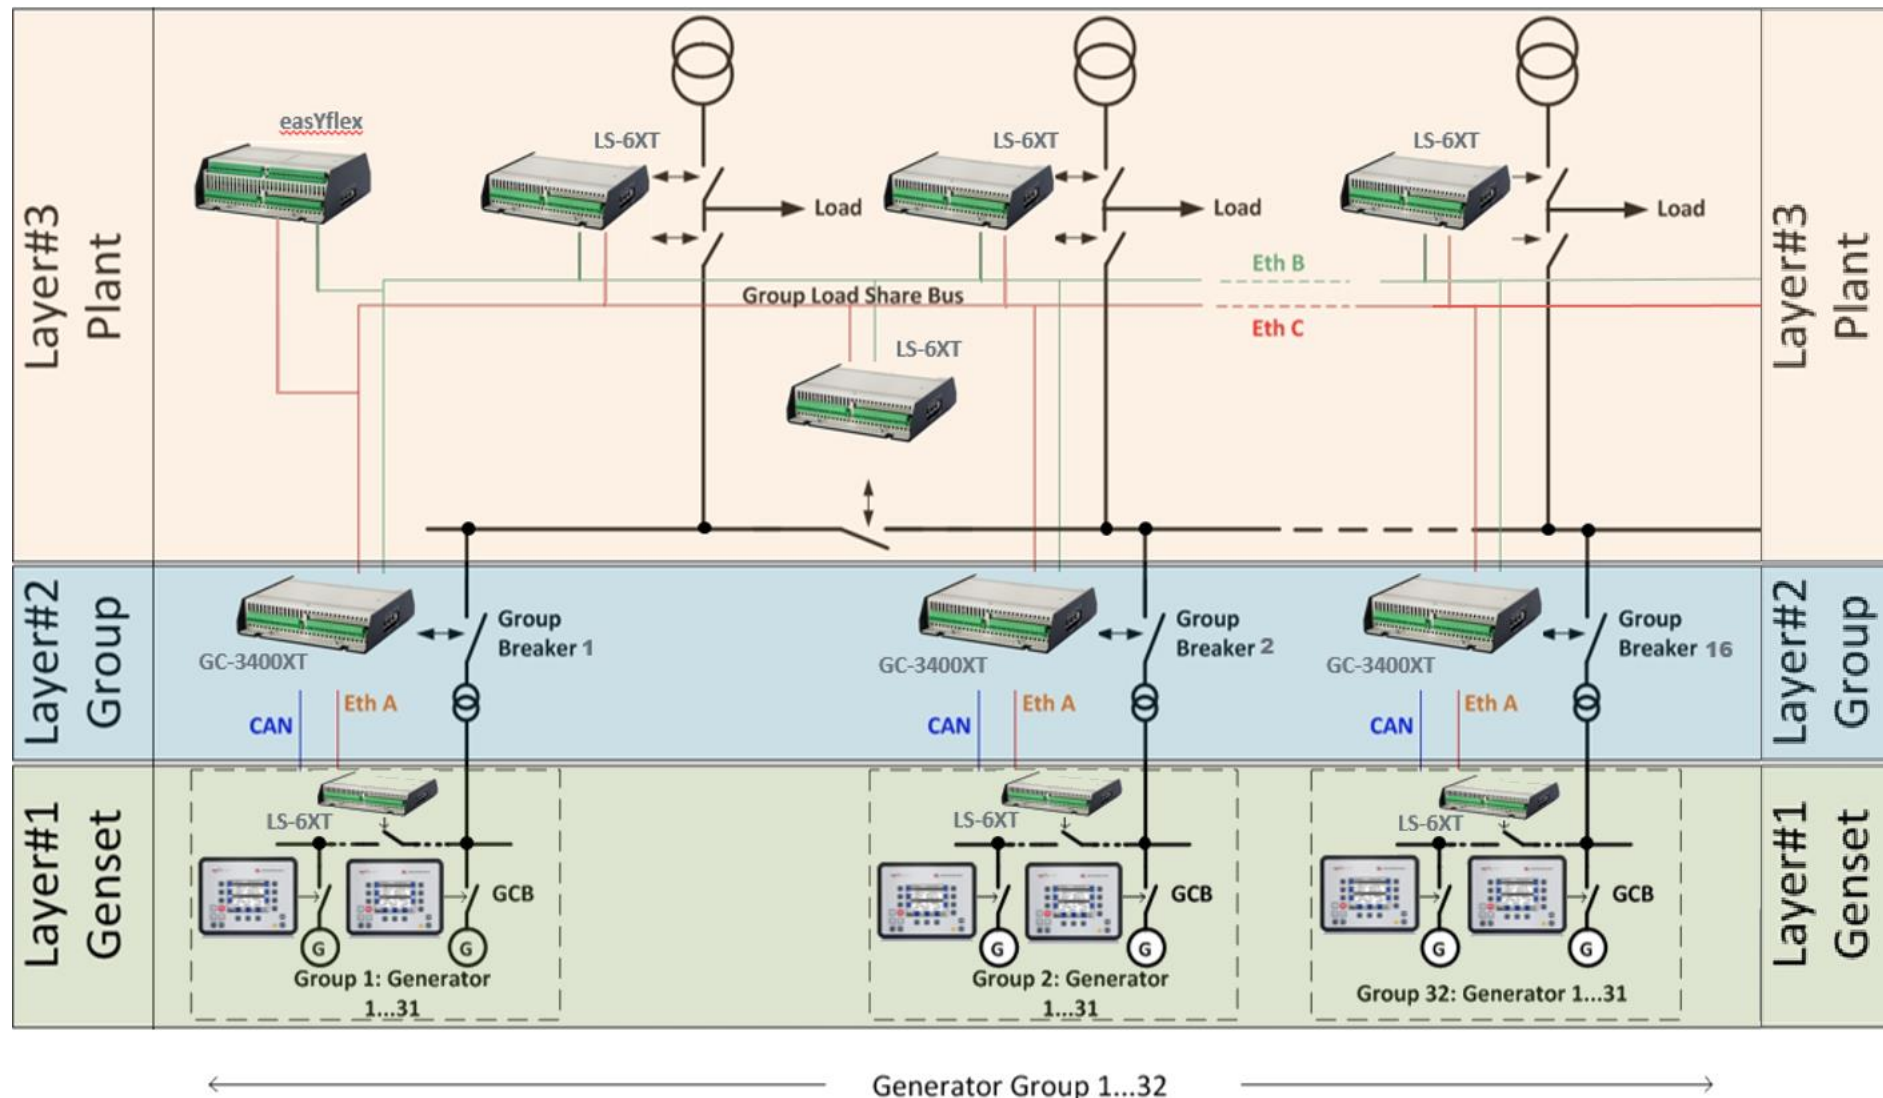 Layer#3
Plant
easYflex
LS-6XT
LS-6XT
LS-6XT
Load
Load
Load
Eth B
Group Load Share Bus
Eth C
LS-6XT
Layer#3
Plant
Layer#2
Group
GC-3400XT
Group
Breaker 1
CAN
Eth A
GC-3400XT
Group
Breaker 2
CAN
Eth A
GC-3400XT
Group
Breaker 16
CAN
Eth A
Layer#2
Group
Layer#1
Genset
LS-6XT
GCB
G
G
Group 1: Generator
1...31
LS-6XT
GCB
G
G
Group 2: Generator
1...31
LS-6XT
GCB
G
G
Group 32: Generator 1...31
Layer#1
Genset
Generator Group 1...32